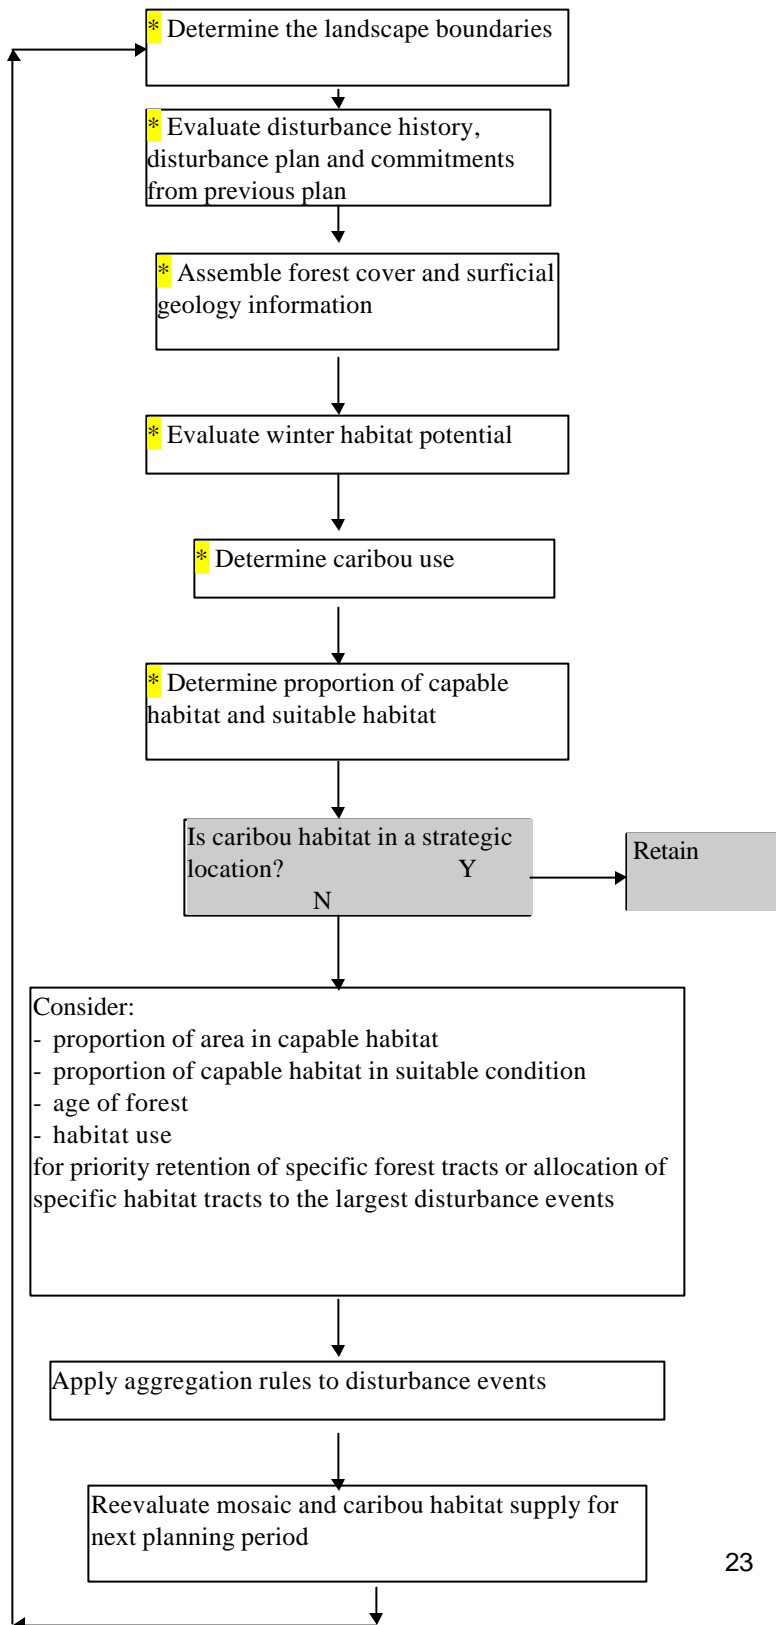 * Determine the landscape boundaries
* Evaluate disturbance history,
disturbance plan and commitments
from previous plan
* Assemble forest cover and surficial
geology information
* Evaluate winter habitat potential
* Determine caribou use
* Determine proportion of capable
habitat and suitable habitat
Is caribou habitat in a strategic
location? Y
N
Retain
Consider:
- proportion of area in capable habitat
- proportion of capable habitat in suitable condition
- age of forest
- habitat use
for priority retention of specific forest tracts or allocation of
specific habitat tracts to the largest disturbance events
Apply aggregation rules to disturbance events
Reevaluate mosaic and caribou habitat supply for
next planning period
23